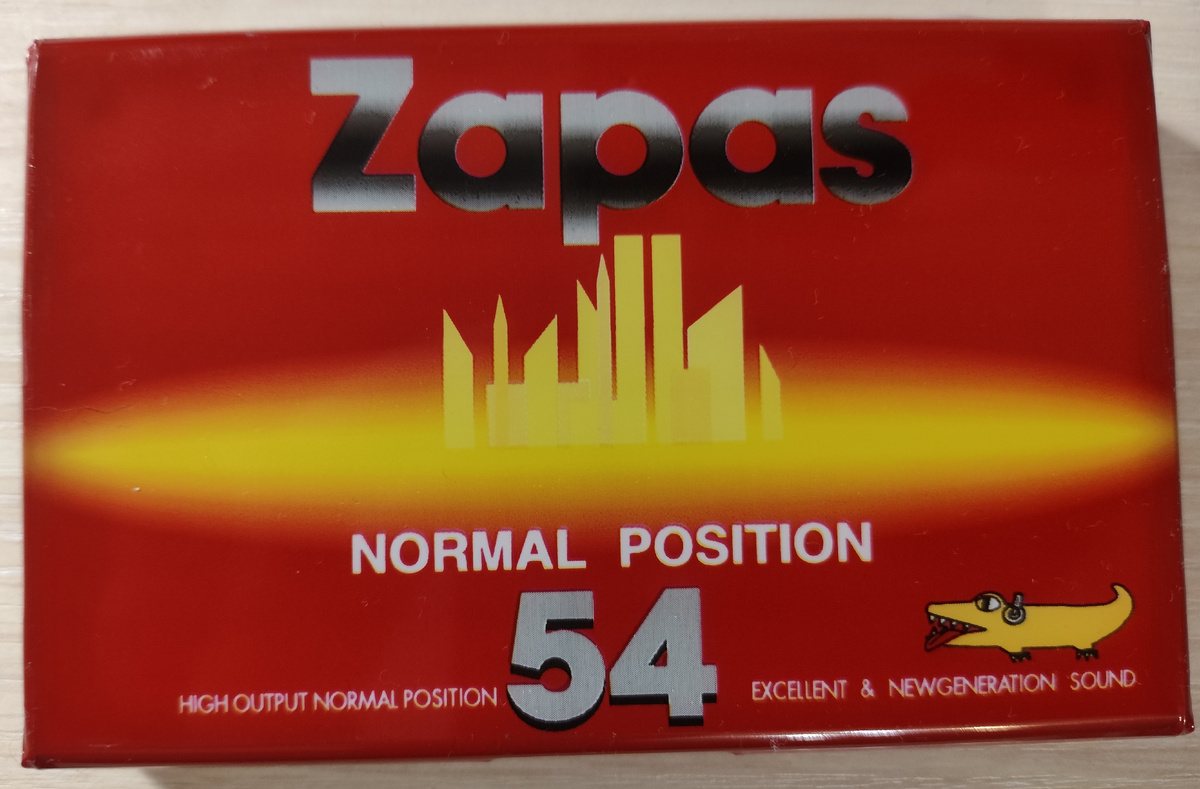 Zapas
NORMAL POSITION
54
HIGH OUTPUT NORMAL POSITION
EXCELLENT & NEWGENERATION SOUND